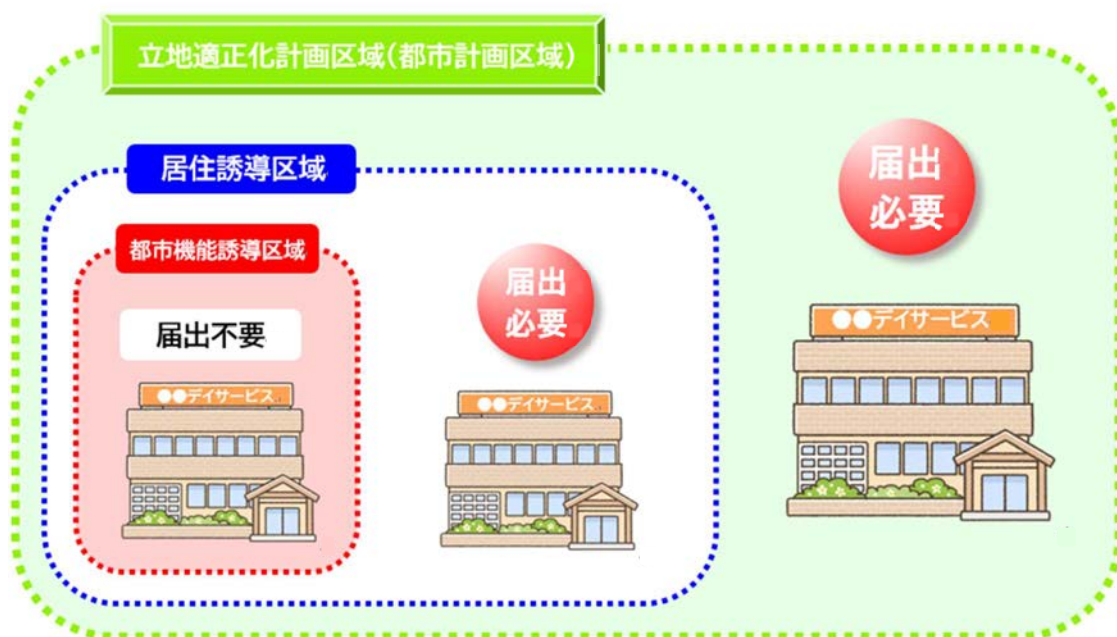 立地適正化計画区域(都市計画区域)
居住誘導区域
都市機能誘導区域
届出不要
●●デイサービス
届出
必要
●●デイサービス
届出
必要
●●デイサービス